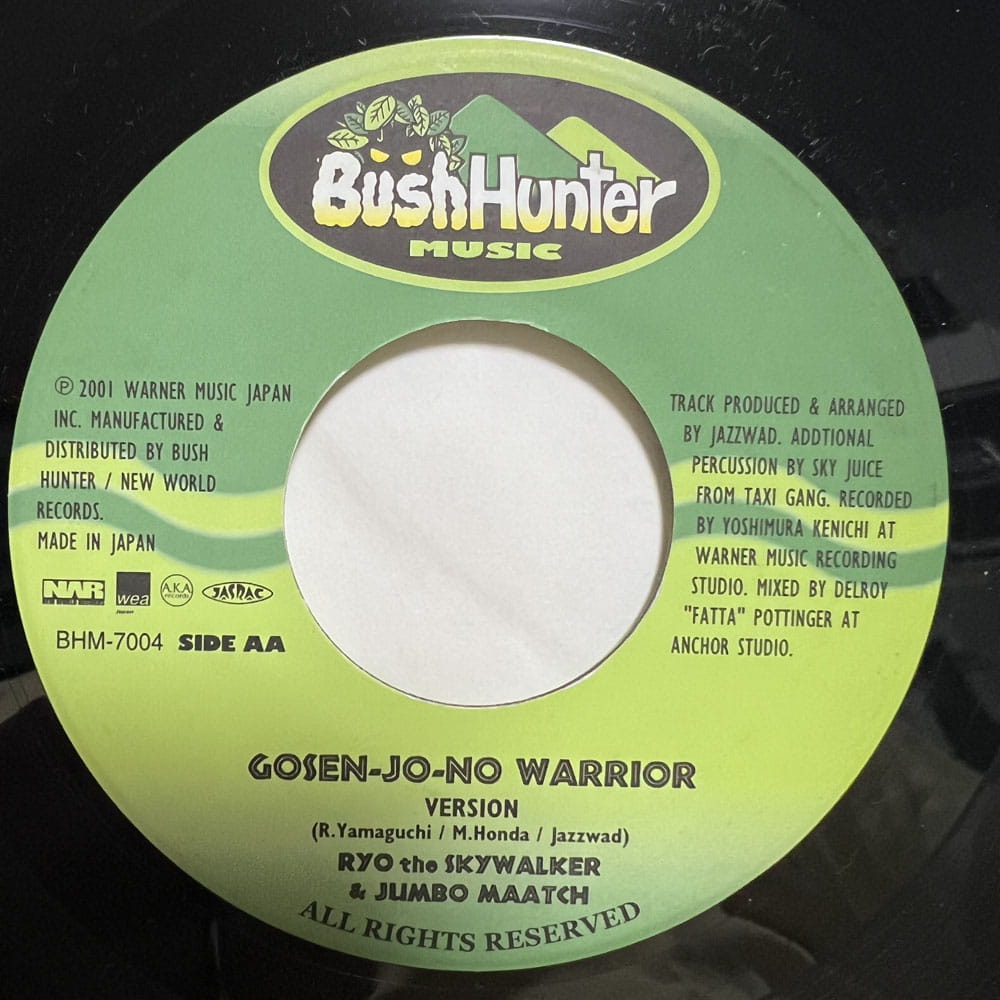 BushHunter
MUSIC
℗ 2001 WARNER MUSIC JAPAN
INC. MANUFACTURED &
DISTRIBUTED BY BUSH
HUNTER / NEW WORLD
RECORDS.
MADE IN JAPAN
NAR wea A.K.A records JASRAC
BHM-7004 SIDE AA
TRACK PRODUCED & ARRANGED
BY JAZZWAD. ADDTIONAL
PERCUSSION BY SKY JUICE
FROM TAXI GANG. RECORDED
BY YOSHIMURA KENICHI AT
WARNER MUSIC RECORDING
STUDIO. MIXED BY DELROY
"FATTA" POTTINGER AT
ANCHOR STUDIO.
GOSEN-JO-NO WARRIOR
VERSION
(R.Yamaguchi / M.Honda / Jazzwad)
RYO the SKYWALKER
& JUMBO MAATCH
ALL RIGHTS RESERVED